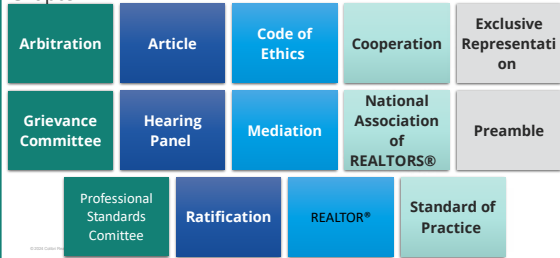 Arbitration
Article
Code of
Ethics
Cooperation
Exclusive
Representati
on
Grievance
Committee
Hearing
Panel
Mediation
National
Association
of
REALTORS®
Preamble
Professional
Standards
Comittee
Ratification
REALTOR®
Standard of
Practice